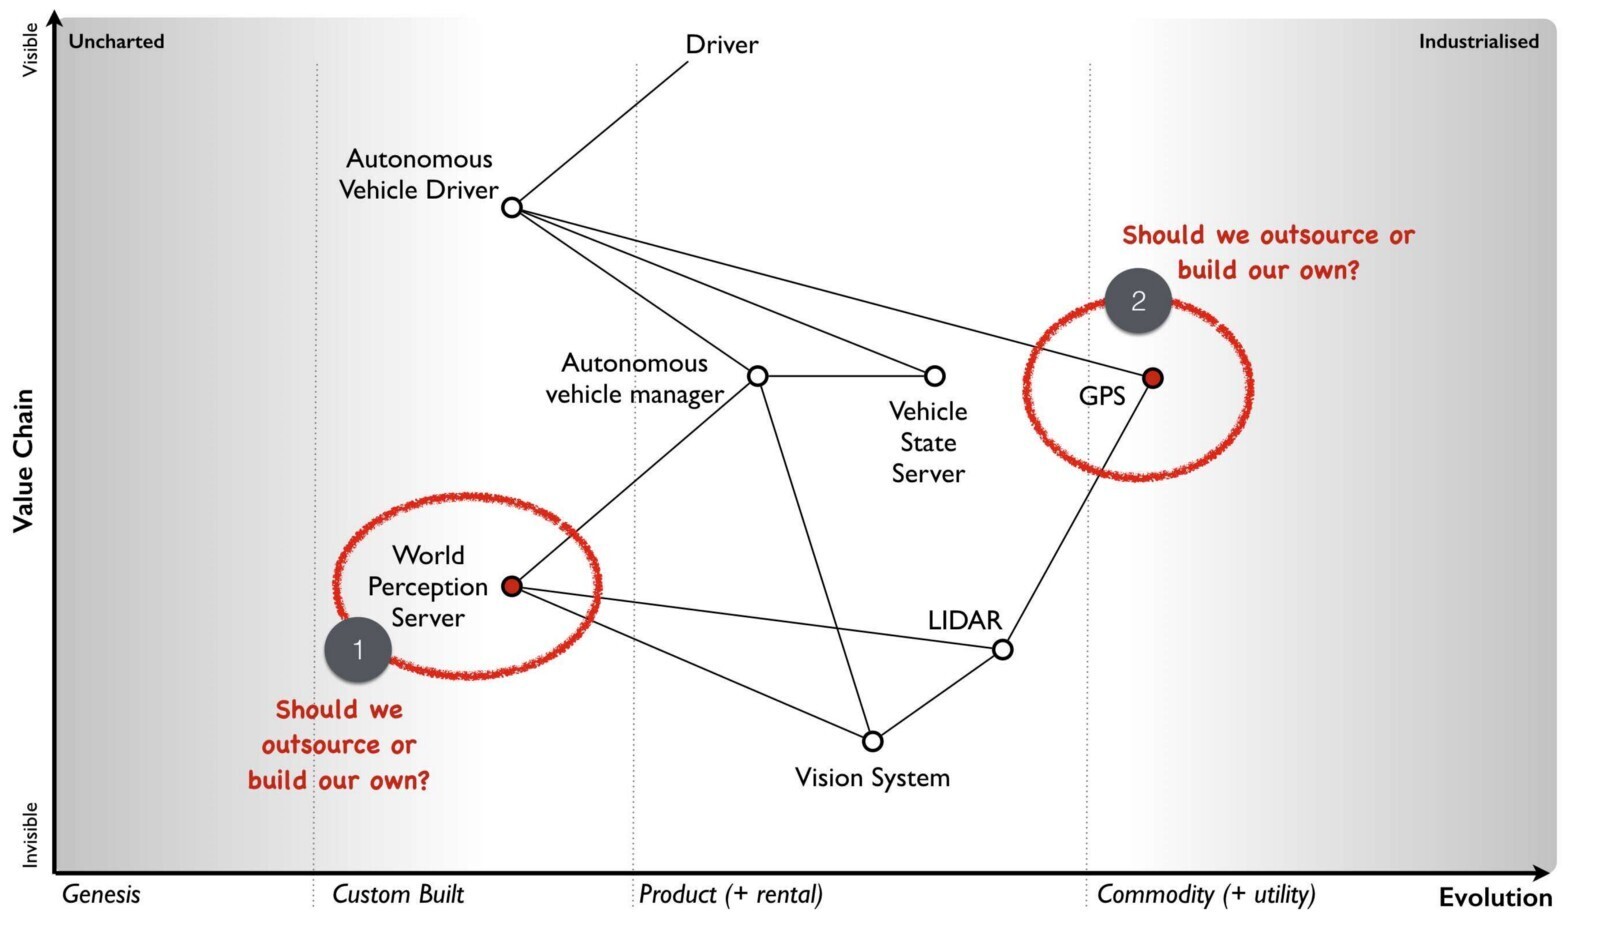 Visible
Uncharted
Driver
Industrialised
Autonomous
Vehicle Driver
Should we outsource or
build our own?
2
Autonomous
vehicle manager
Vehicle
State
Server
GPS
Value Chain
World
Perception
Server
1
LIDAR
Should we
outsource or
build our own?
Vision System
Invisible
Genesis
Custom Built
Product (+ rental)
Commodity (+ utility)
Evolution